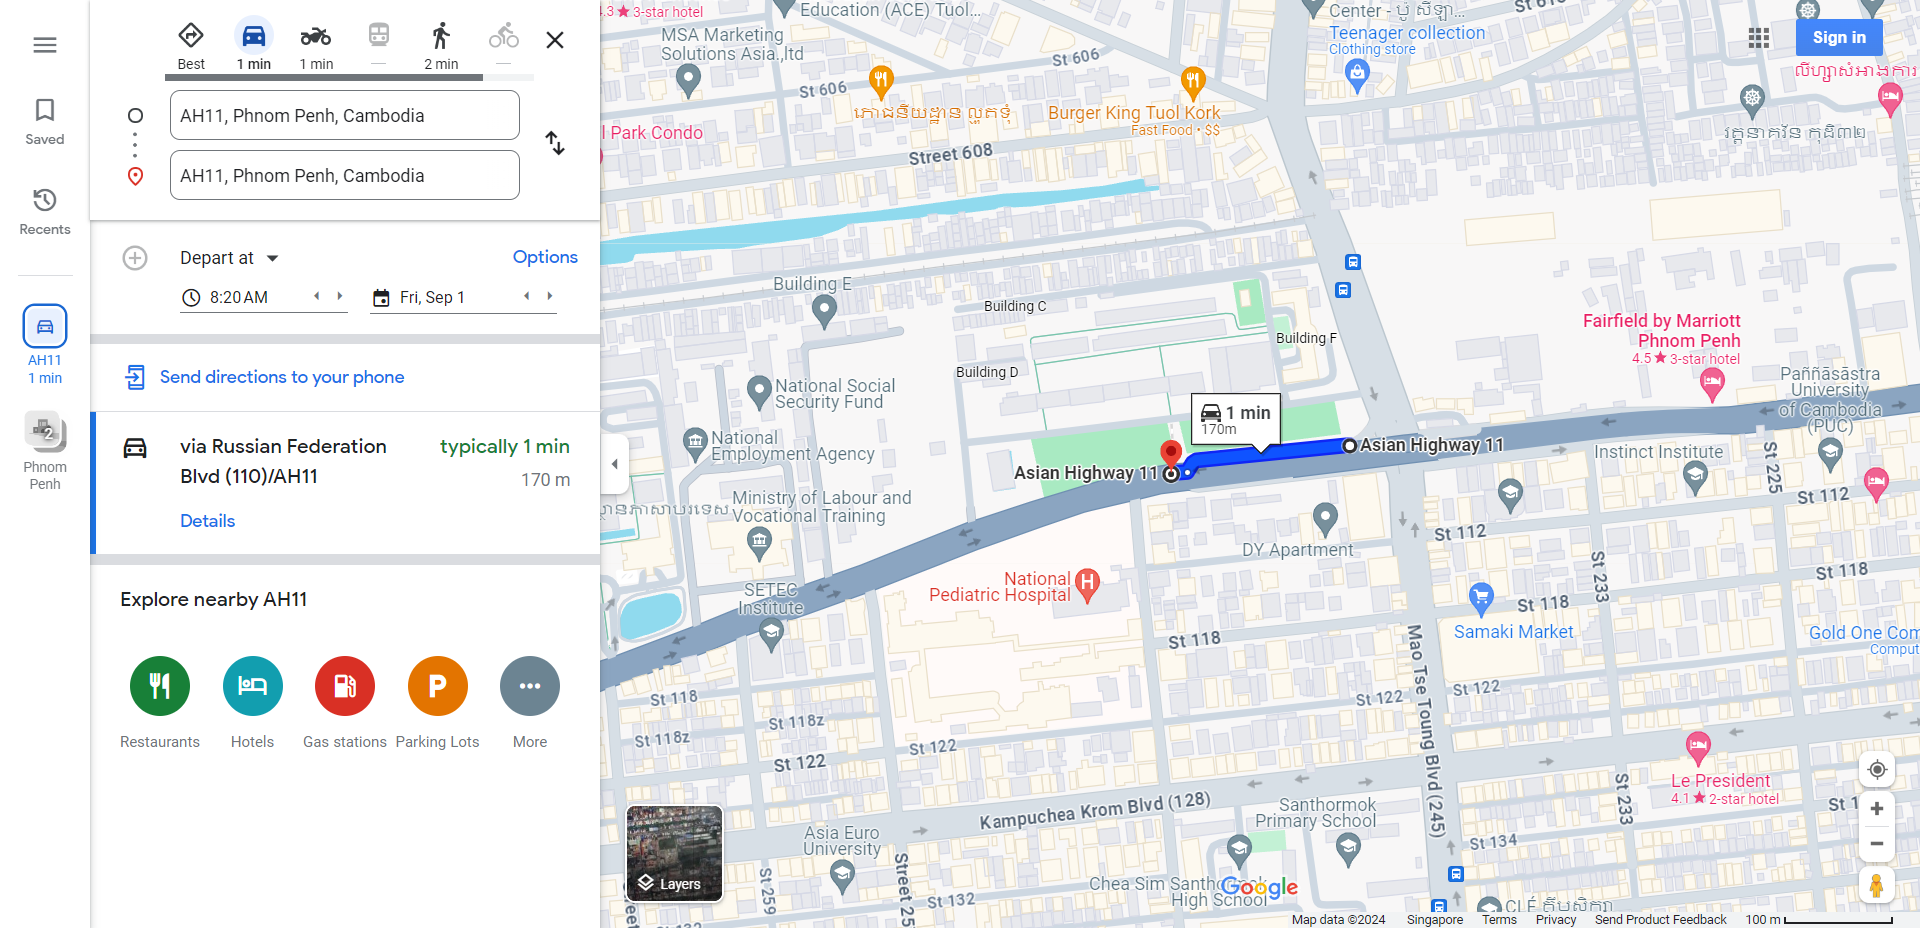 Saved
Recents
AH11
1 min
2
Phnom
Penh
Best
1 min
1 min
—
2 min
—
AH11, Phnom Penh, Cambodia
AH11, Phnom Penh, Cambodia
Depart at
Options
8:20 AM
Fri, Sep 1
Send directions to your phone
via Russian Federation
Blvd (110)/AH11
typically 1 min
170 m
Details
Explore nearby AH11
Restaurants
Hotels
Gas stations
P
Parking Lots
More
Layers
4.3 ★ 3-star hotel
Education (ACE) Tuol...
MSA Marketing
Solutions Asia.,ltd
St 606
St 606
Teenager collection
Clothing store
Sign in
Burger King Tuol Kork
Fast Food • $$
l Park Condo
Street 608
Building E
Building C
Building F
Building D
Fairfield by Marriott
Phnom Penh
4.5 ★ 3-star hotel
National Social
Security Fund
National
Employment Agency
Ministry of Labour and
Vocational Training
1 min
170m
Asian Highway 11
Asian Highway 11
Paññāsāstra
University
of Cambodia
(PUC)
Instinct Institute
St 225
St 112
St 112
DY Apartment
National
Pediatric Hospital
H
SETEC
Institute
St 118
St 233
St 118
Samaki Market
Gold One Com
Comput
St 118
Mao Tse Toung Blvd (245)
St 118
St 118z
St 118z
St 122
St 122
St 122
St 122
Kampuchea Krom Blvd (128)
Le President
4.1 ★ 2-star hotel
St 233
St 1
St 134
Santhormok
Primary School
Asia Euro
University
St 259
Street 25
St 132
Chea Sim Santho
High School
Google
Map data ©2024
Singapore
Terms
Privacy
Send Product Feedback
100 m